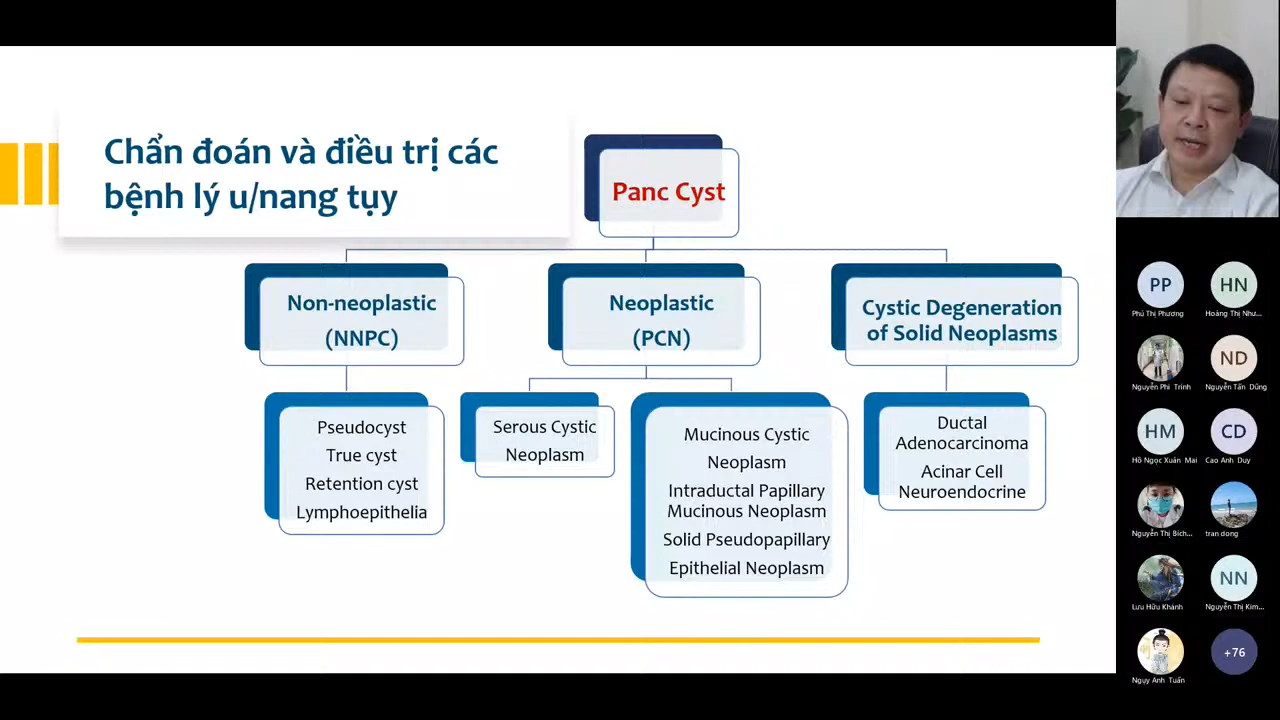 Chẩn đoán và điều trị các
bệnh lý u/nang tụy
Panc Cyst
Non-neoplastic
(NNPC)
Neoplastic
(PCN)
Cystic Degeneration
of Solid Neoplasms
Pseudocyst
True cyst
Retention cyst
Lymphoepithelia
Serous Cystic
Neoplasm
Mucinous Cystic
Neoplasm
Intraductal Papillary
Mucinous Neoplasm
Solid Pseudopapillary
Epithelial Neoplasm
Ductal
Adenocarcinoma
Acinar Cell
Neuroendocrine
PP
HN
Phú Thị Phương
Hoàng Thị Như...
ND
Nguyễn Phi Trình
Nguyễn Tấn Dũng
HM
CD
Hồ Ngọc Xuân Mai
Cao Anh Duy
Nguyễn Thị Bích...
tran dong
NN
Lưu Hữu Khánh
Nguyễn Thị Kim...
+76
Ngụy Anh Tuấn